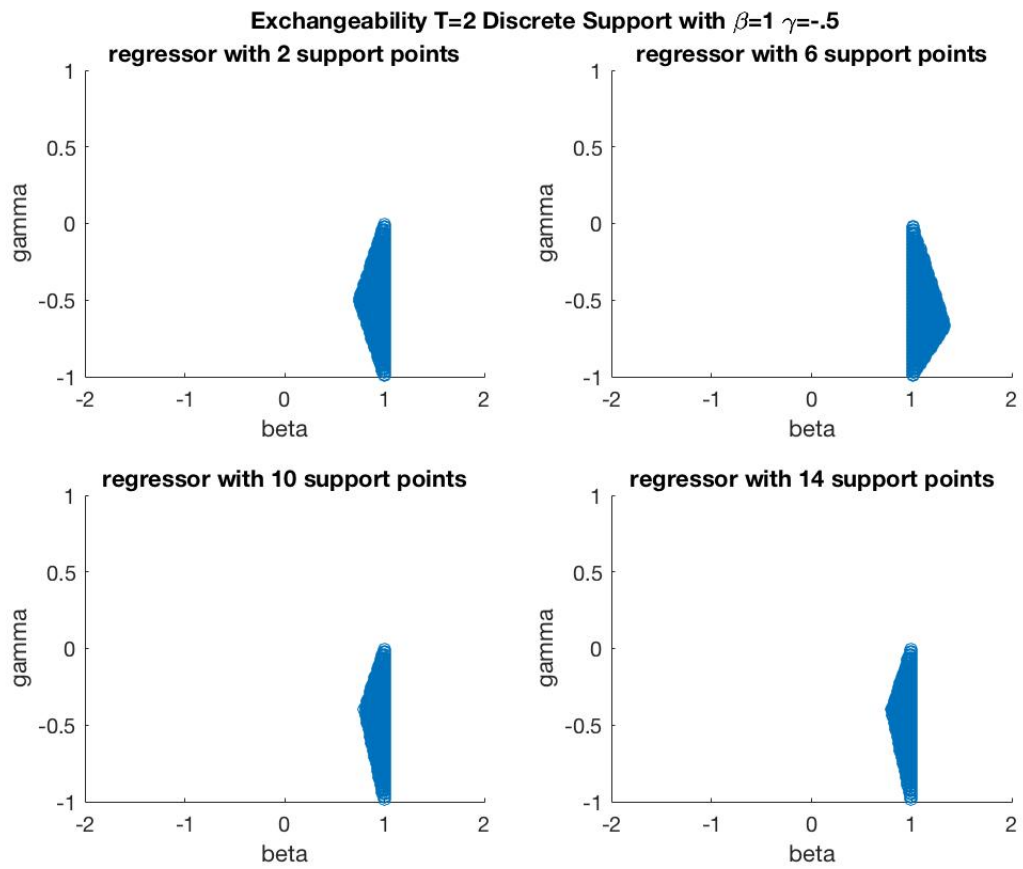 Exchangeability T=2 Discrete Support with β=1 γ=-.5
regressor with 2 support points
1
0.5
0
-0.5
-1
gamma
-2 -1 0 1 2
beta
regressor with 6 support points
1
0.5
0
-0.5
-1
gamma
-2 -1 0 1 2
beta
regressor with 10 support points
1
0.5
0
-0.5
-1
gamma
-2 -1 0 1 2
beta
regressor with 14 support points
1
0.5
0
-0.5
-1
gamma
-2 -1 0 1 2
beta